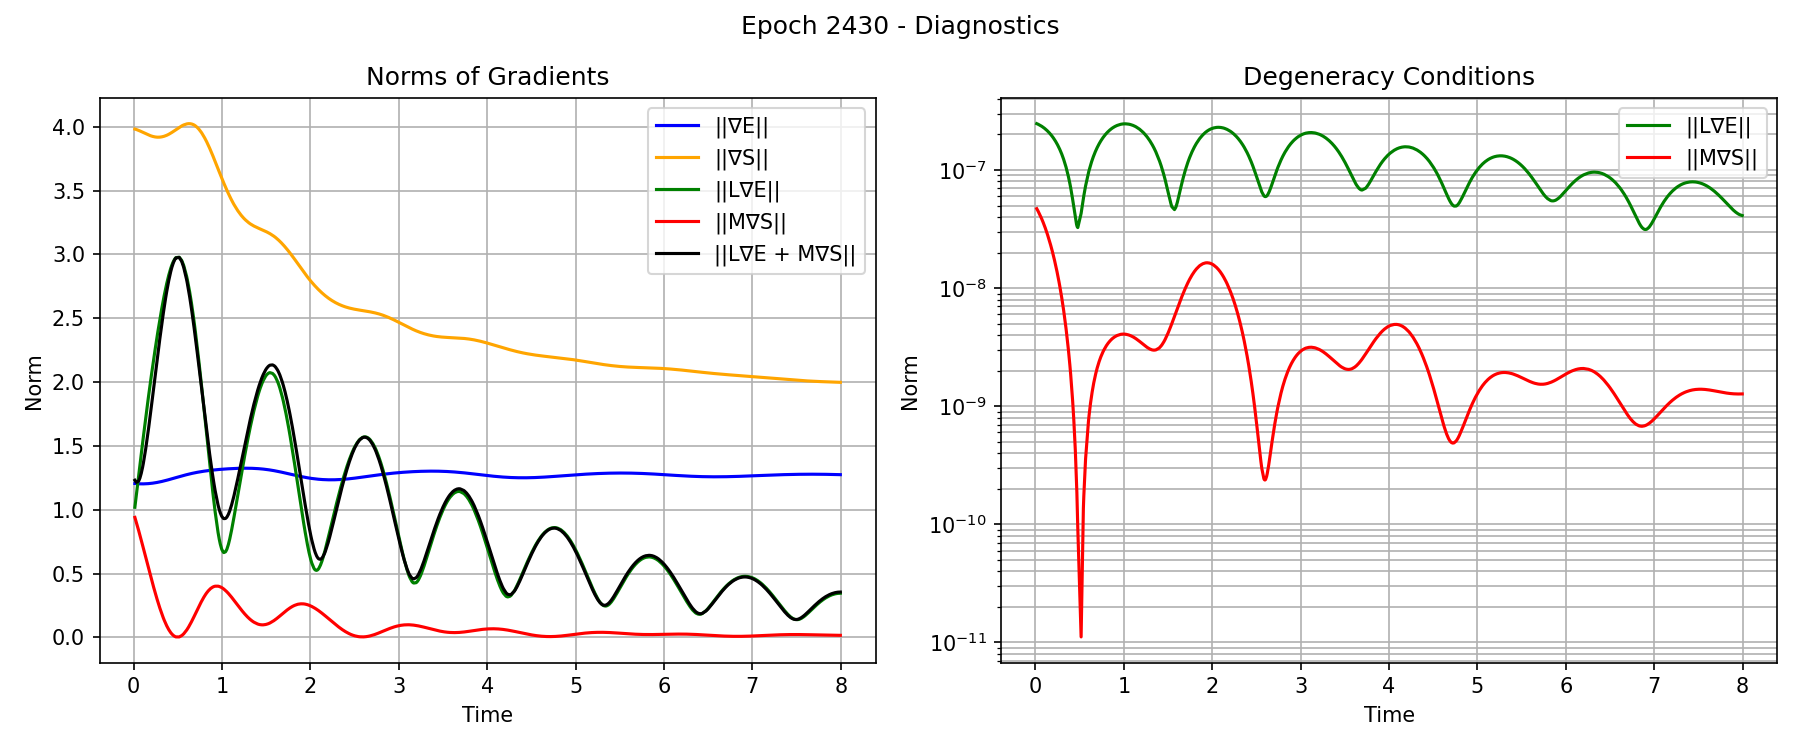 Epoch 2430 - Diagnostics
Norms of Gradients
Norm
4.0
3.5
3.0
2.5
2.0
1.5
1.0
0.5
0.0
||∇E||
||∇S||
||L∇E||
||M∇S||
||L∇E + M∇S||
0 1 2 3 4 5 6 7 8
Time
Degeneracy Conditions
Norm
10⁻⁷
10⁻⁸
10⁻⁹
10⁻¹⁰
10⁻¹¹
||L∇E||
||M∇S||
0 1 2 3 4 5 6 7 8
Time